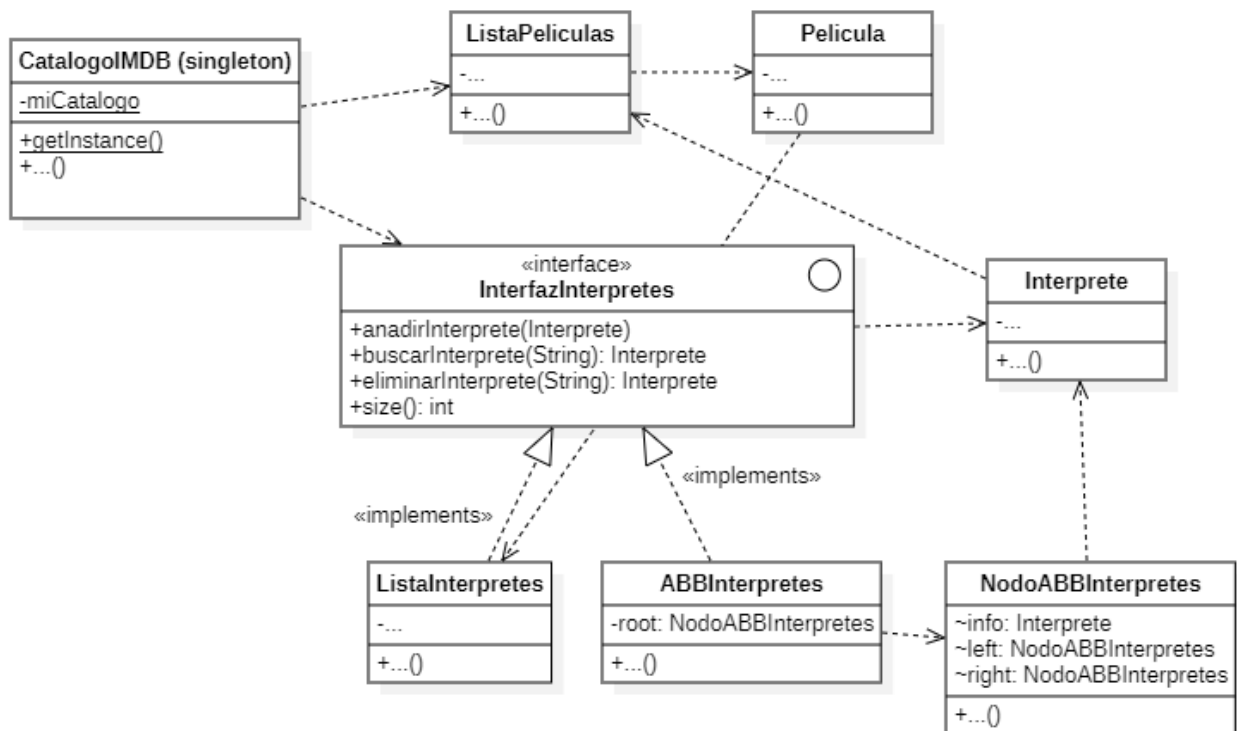 CatalogoIMDB (singleton)
-miCatalogo
+getInstance()
+...()
ListaPeliculas
-...
+...()
Pelicula
-...
+...()
«interface»
InterfazInterpretes
+anadirInterprete(Interprete)
+buscarInterprete(String): Interprete
+eliminarInterprete(String): Interprete
+size(): int
Interprete
-...
+...()
«implements»
«implements»
ListaInterpretes
-...
+...()
ABBInterpretes
-root: NodoABBInterpretes
+...()
NodoABBInterpretes
~info: Interprete
~left: NodoABBInterpretes
~right: NodoABBInterpretes
+...()